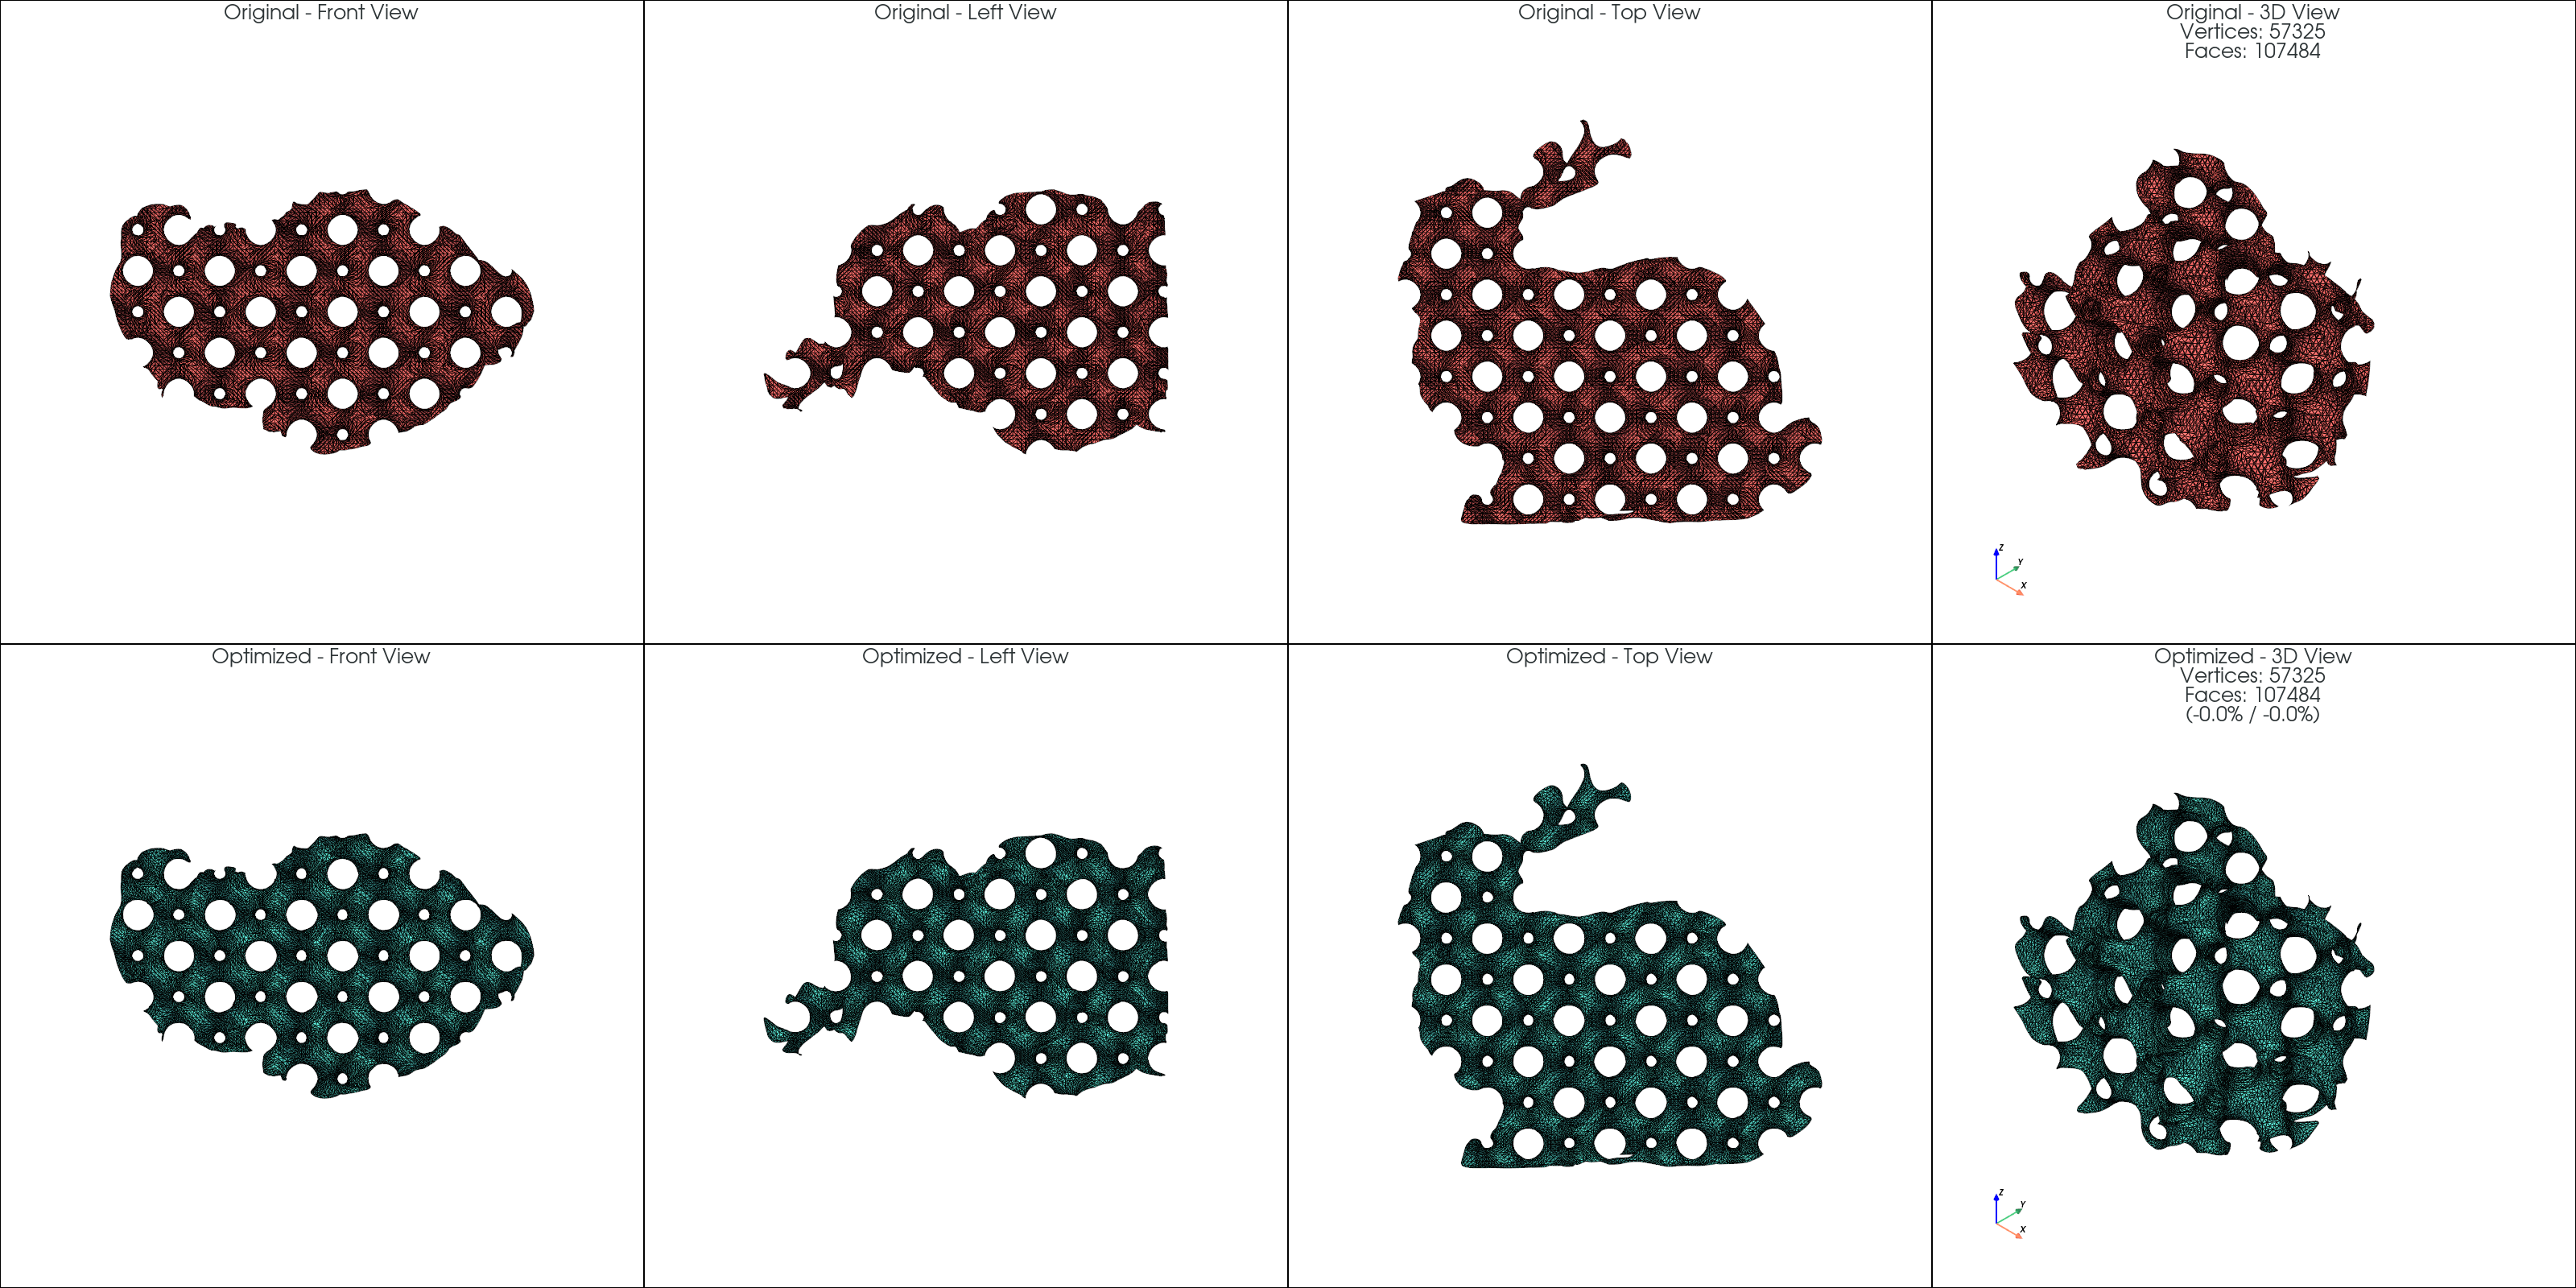 Original - Front View
Original - Left View
Original - Top View
Original - 3D View
Vertices: 57325
Faces: 107484
Z
Y
X
Optimized - Front View
Optimized - Left View
Optimized - Top View
Optimized - 3D View
Vertices: 57325
Faces: 107484
(-0.0% / -0.0%)
Z
Y
X